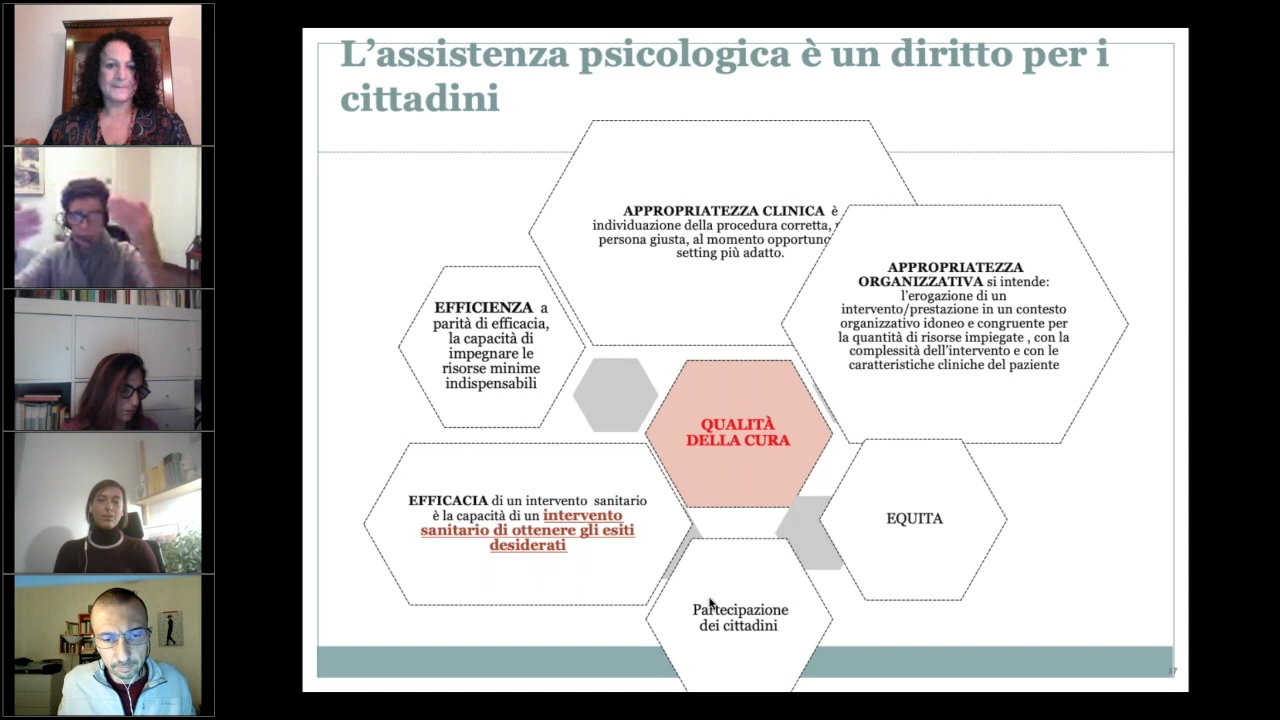 L’assistenza psicologica è un diritto per i
cittadini
APPROPRIATEZZA CLINICA è
individuazione della procedura corretta,
persona giusta, al momento opportuno
setting più adatto.
APPROPRIATEZZA
ORGANIZZATIVA si intende:
l’erogazione di un
intervento/prestazione in un contesto
organizzativo idoneo e congruente per
la quantità di risorse impiegate , con la
complessità dell’intervento e con le
caratteristiche cliniche del paziente
EFFICIENZA a
parità di efficacia,
la capacità di
impegnare le
risorse minime
indispensabili
QUALITÀ
DELLA CURA
EFFICACIA di un intervento sanitario
è la capacità di un intervento
sanitario di ottenere gli esiti
desiderati
EQUITA
Partecipazione
dei cittadini